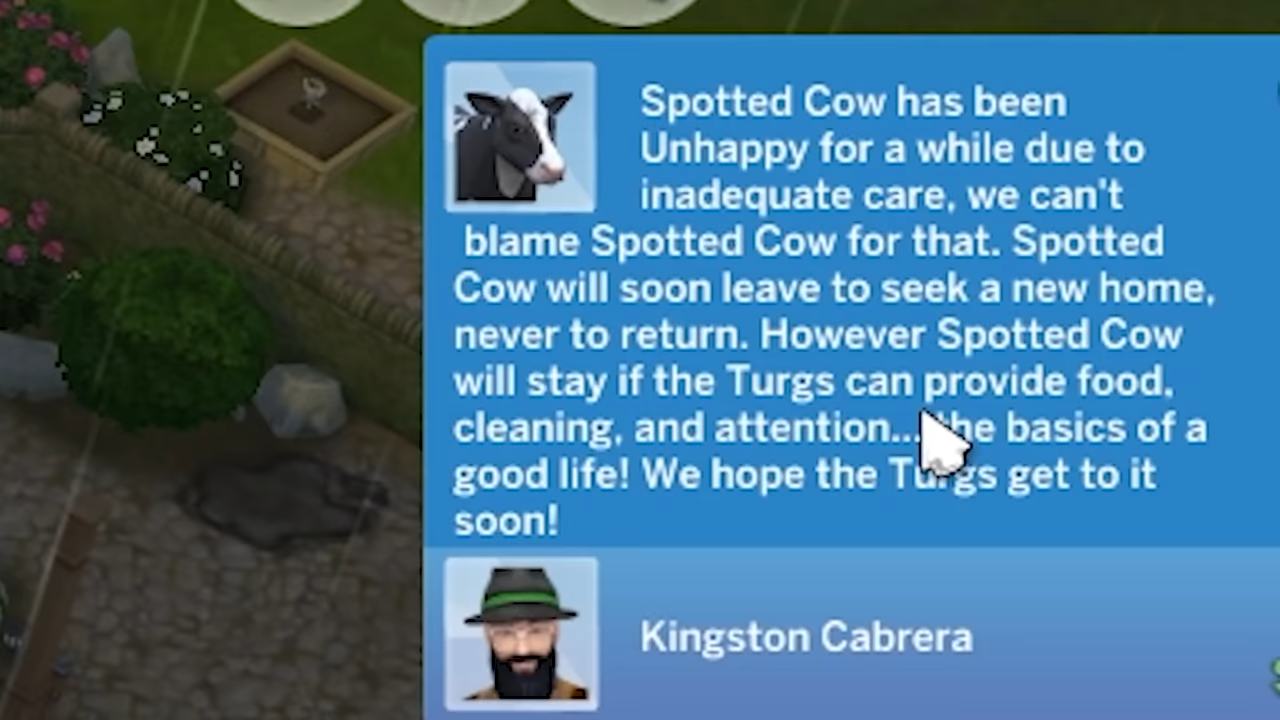 Spotted Cow has been
Unhappy for a while due to
inadequate care, we can't
blame Spotted Cow for that. Spotted
Cow will soon leave to seek a new home,
never to return. However Spotted Cow
will stay if the Turgs can provide food,
cleaning, and attention... the basics of a
good life! We hope the Turgs get to it
soon!
Kingston Cabrera